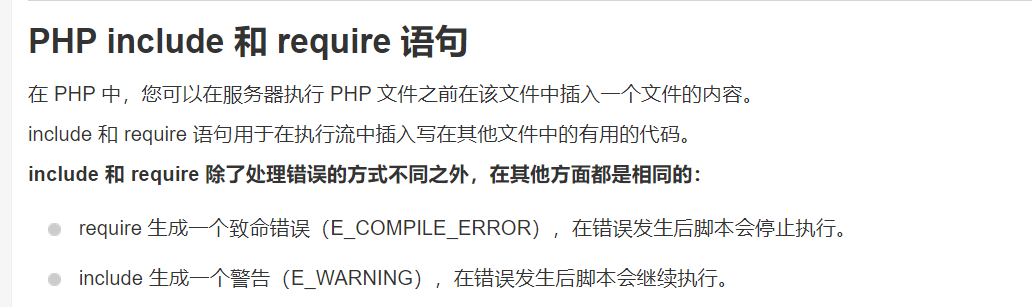 PHP include 和 require 语句
在 PHP 中，您可以在服务器执行 PHP 文件之前在该文件中插入一个文件的内容。
include 和 require 语句用于在执行流中插入写在其他文件中的有用的代码。
include 和 require 除了处理错误的方式不同之外，在其他方面都是相同的：
require 生成一个致命错误（E_COMPILE_ERROR），在错误发生后脚本会停止执行。
include 生成一个警告（E_WARNING），在错误发生后脚本会继续执行。